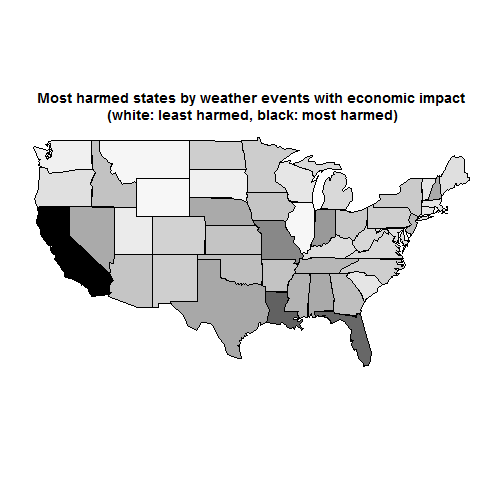 Most harmed states by weather events with economic impact
(white: least harmed, black: most harmed)